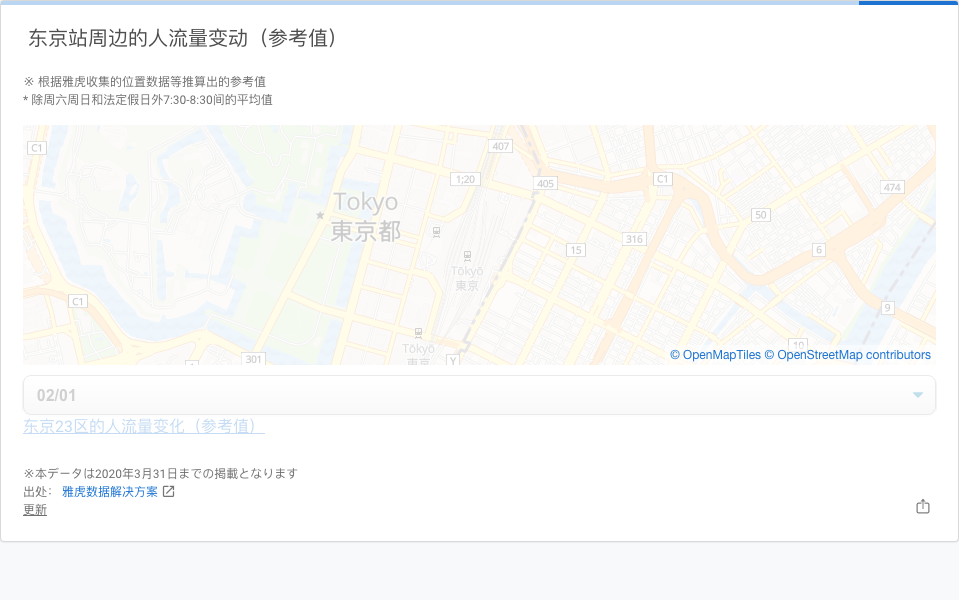 东京站周边的人流量变动（参考值）
※ 根据雅虎收集的位置数据等推算出的参考值
* 除周六周日和法定假日外7:30-8:30间的平均值
C1
407
1;20
405
C1
474
Tokyo
東京都
50
316
15
6
Tōkyō
東京
C1
9
10
Tōkyō
東京
301
Y
© OpenMapTiles © OpenStreetMap contributors
02/01
东京23区的人流量变化（参考值）
※本データは2020年3月31日までの掲載となります
出处： 雅虎数据解决方案
更新